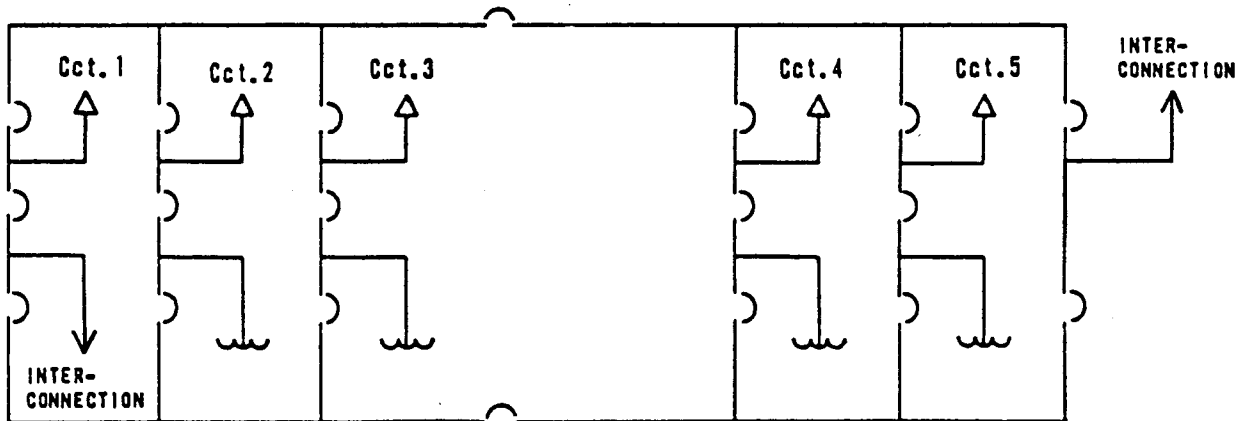 Cct.1
Cct.2
Cct.3
Cct.4
Cct.5
INTER-
CONNECTION
INTER-
CONNECTION